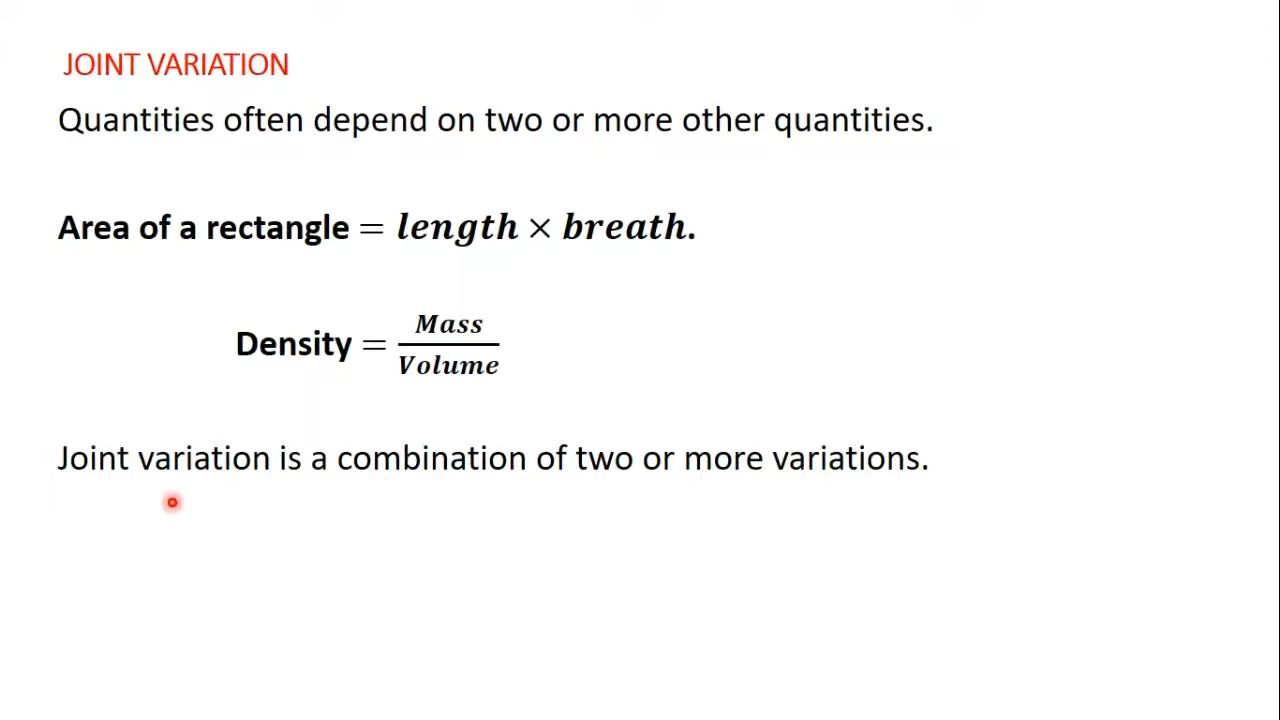 JOINT VARIATION
Quantities often depend on two or more other quantities.
Area of a rectangle = length × breath.
Density = Mass / Volume
Joint variation is a combination of two or more variations.